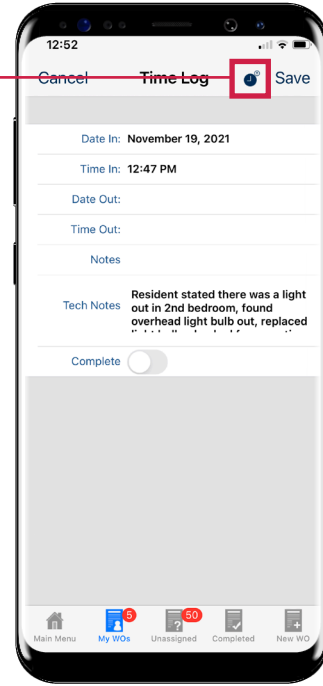 12:52
Cancel Time Log Save
Date In: November 19, 2021
Time In: 12:47 PM
Date Out:
Time Out:
Notes
Tech Notes Resident stated there was a light
out in 2nd bedroom, found
overhead light bulb out, replaced
Complete
5 50
Main Menu My WOs Unassigned Completed New WO